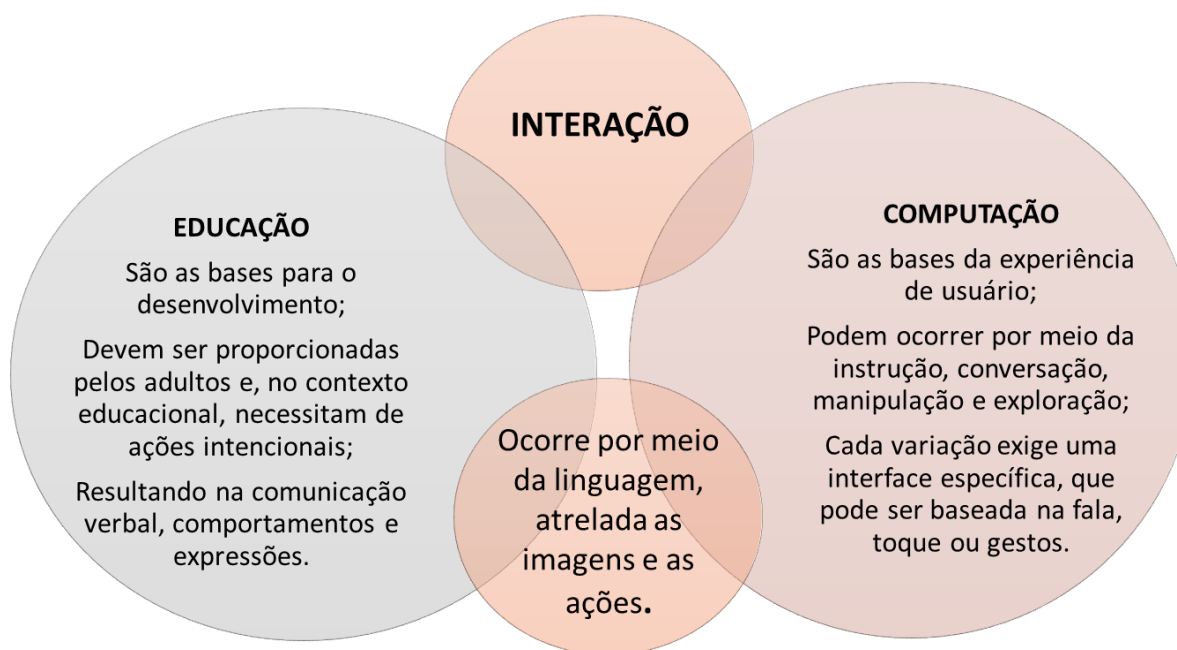 INTERAÇÃO
EDUCAÇÃO
São as bases para o
desenvolvimento;
Devem ser proporcionadas
pelos adultos e, no contexto
educacional, necessitam de
ações intencionais;
Resultando na comunicação
verbal, comportamentos e
expressões.
Ocorre por meio
da linguagem,
atrelada as
imagens e as
ações.
COMPUTAÇÃO
São as bases da experiência
de usuário;
Podem ocorrer por meio da
instrução, conversação,
manipulação e exploração;
Cada variação exige uma
interface específica, que
pode ser baseada na fala,
toque ou gestos.